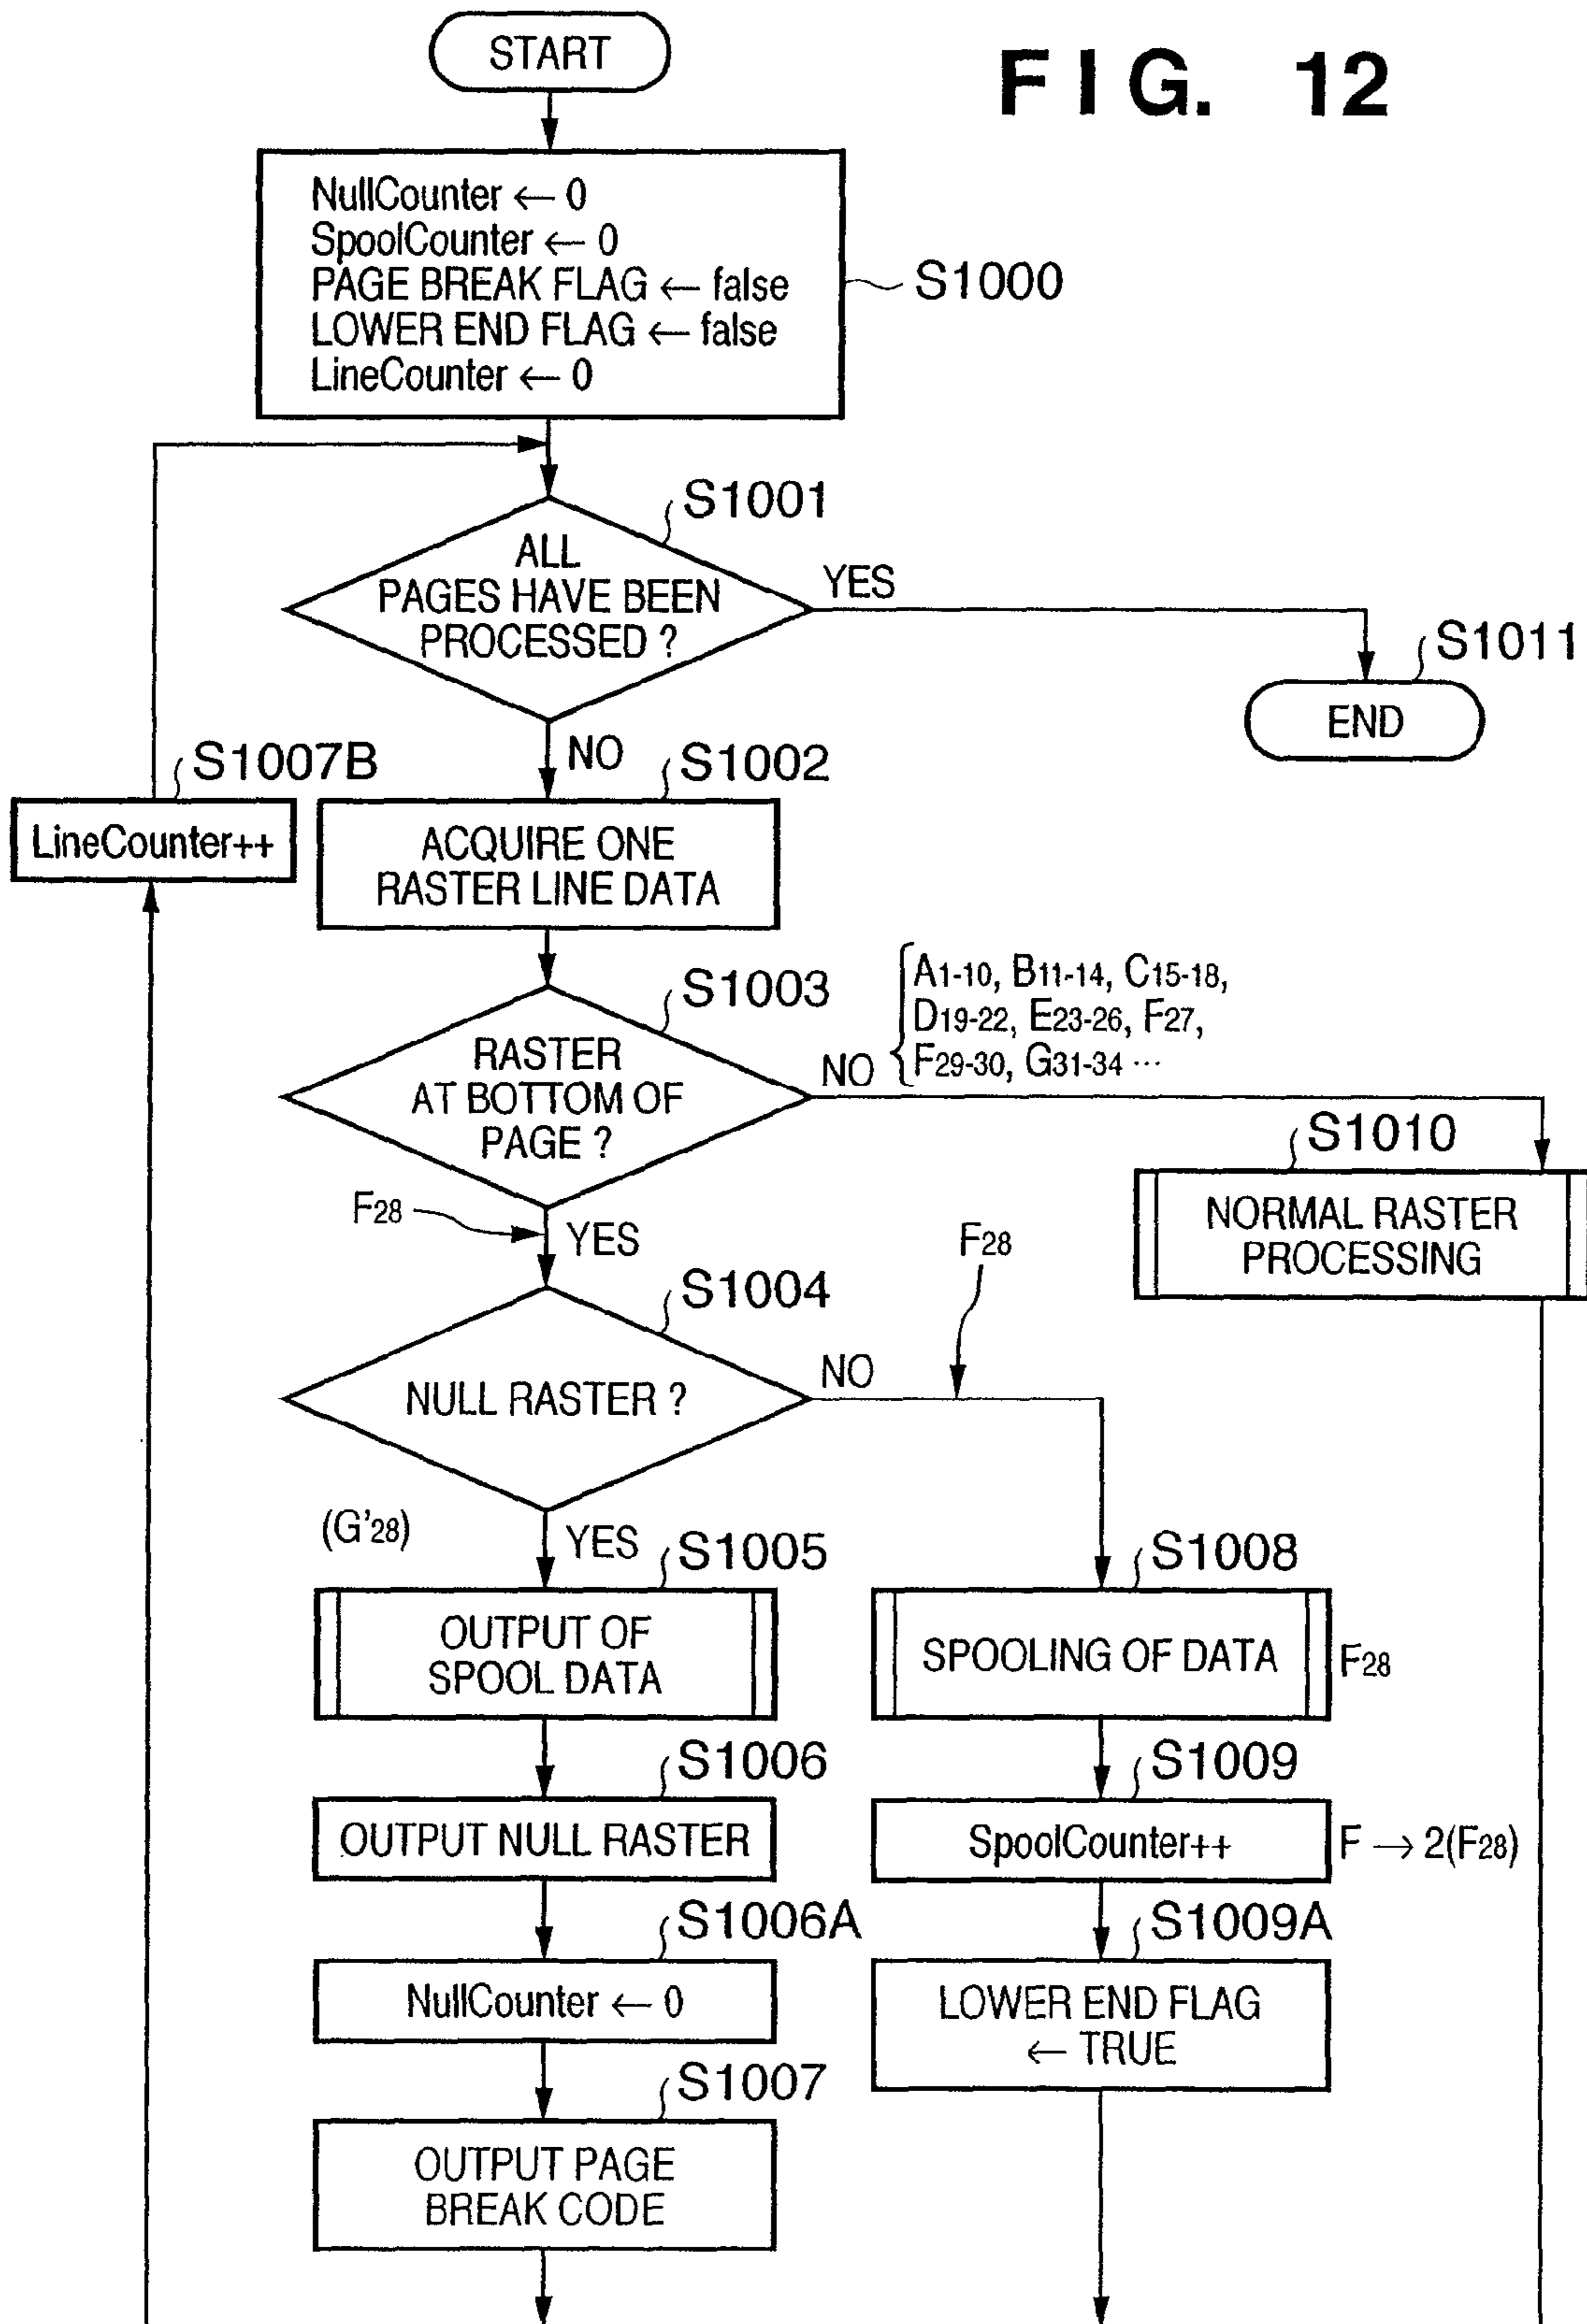 START
FIG. 12
NullCounter ← 0
SpoolCounter ← 0
PAGE BREAK FLAG ← false
LOWER END FLAG ← false
LineCounter ← 0
S1000
S1001
ALL
PAGES HAVE BEEN
PROCESSED ?
YES
S1011
END
NO
S1007B
LineCounter++
S1002
ACQUIRE ONE
RASTER LINE DATA
S1003
RASTER
AT BOTTOM OF
PAGE ?
NO
A1-10, B11-14, C15-18,
D19-22, E23-26, F27,
F29-30, G31-34 ···
S1010
NORMAL RASTER
PROCESSING
F28
YES
S1004
NULL RASTER ?
NO
F28
(G'28)
YES
S1005
OUTPUT OF
SPOOL DATA
S1008
SPOOLING OF DATA
F28
S1006
OUTPUT NULL RASTER
S1009
SpoolCounter++
F → 2(F28)
S1006A
NullCounter ← 0
S1009A
LOWER END FLAG
← TRUE
S1007
OUTPUT PAGE
BREAK CODE